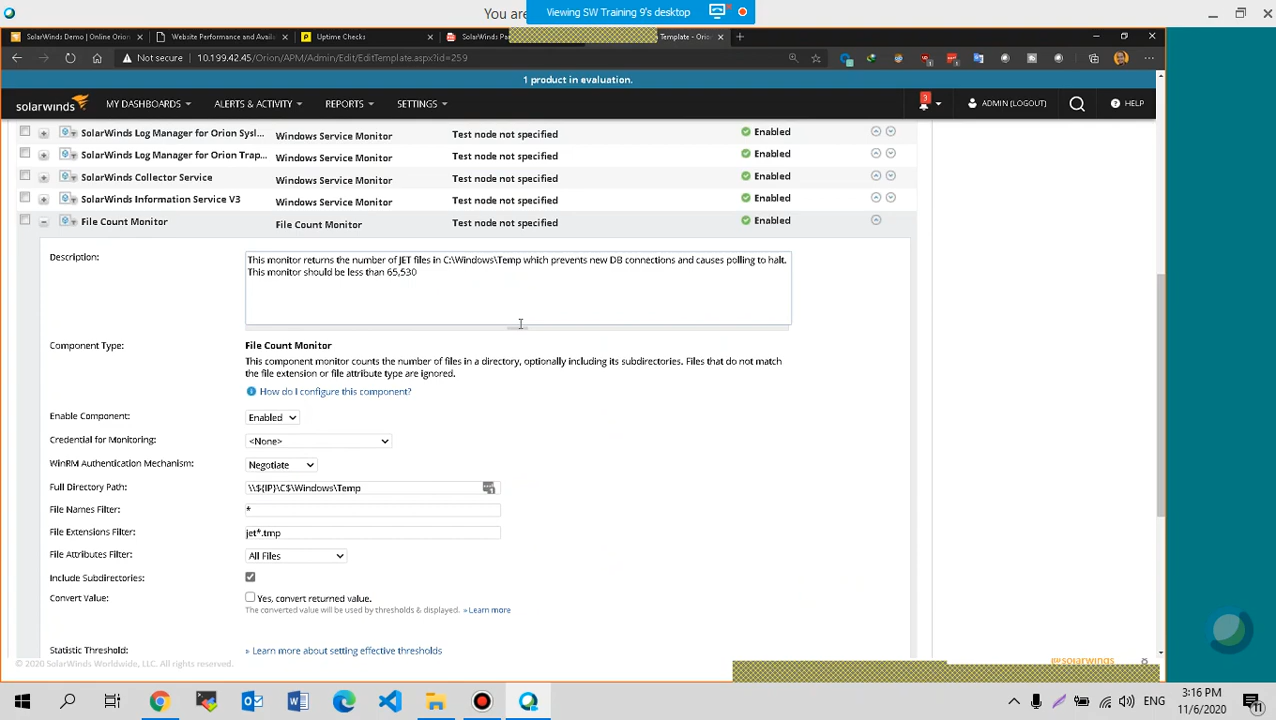 You are
Viewing SW Training 9's desktop
SolarWinds Demo | Online Orion
Website Performance and Availa
Uptime Checks
SolarWinds Pa
Template - Orio
Not secure 10.199.42.45/Orion/APM/Admin/Edit/EditTemplate.aspx?id=259
1 product in evaluation.
solarwinds MY DASHBOARDS ALERTS & ACTIVITY REPORTS SETTINGS 3 ADMIN (LOGOUT) HELP
SolarWinds Log Manager for Orion Sysl... Windows Service Monitor Test node not specified Enabled
SolarWinds Log Manager for Orion Trap... Windows Service Monitor Test node not specified Enabled
SolarWinds Collector Service Windows Service Monitor Test node not specified Enabled
SolarWinds Information Service V3 Windows Service Monitor Test node not specified Enabled
File Count Monitor File Count Monitor Test node not specified Enabled
Description: This monitor returns the number of JET files in C:\Windows\Temp which prevents new DB connections and causes polling to halt.
This monitor should be less than 65,530
Component Type: File Count Monitor
This component monitor counts the number of files in a directory, optionally including its subdirectories. Files that do not match
the file extension or file attribute type are ignored.
How do I configure this component?
Enable Component: Enabled
Credential for Monitoring: <None>
WinRM Authentication Mechanism: Negotiate
Full Directory Path: \\${IP}\C$\Windows\Temp
File Names Filter: *
File Extensions Filter: jet*.tmp
File Attributes Filter: All Files
Include Subdirectories:
Convert Value: Yes, convert returned value.
The converted value will be used by thresholds & displayed. » Learn more
Statistic Threshold: » Learn more about setting effective thresholds
© 2020 SolarWinds Worldwide, LLC. All rights reserved.
@solarwinds
ENG
3:16 PM
11/6/2020